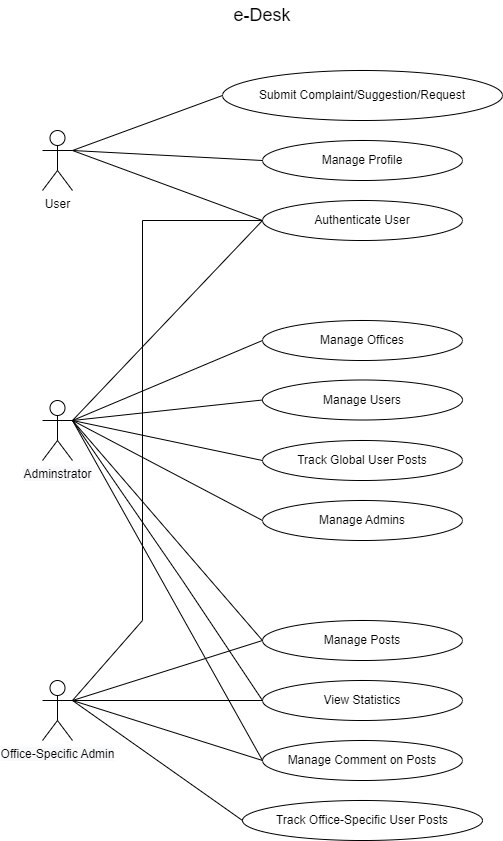 e-Desk
Submit Complaint/Suggestion/Request
Manage Profile
User
Authenticate User
Manage Offices
Manage Users
Track Global User Posts
Adminstrator
Manage Admins
Manage Posts
View Statistics
Office-Specific Admin
Manage Comment on Posts
Track Office-Specific User Posts